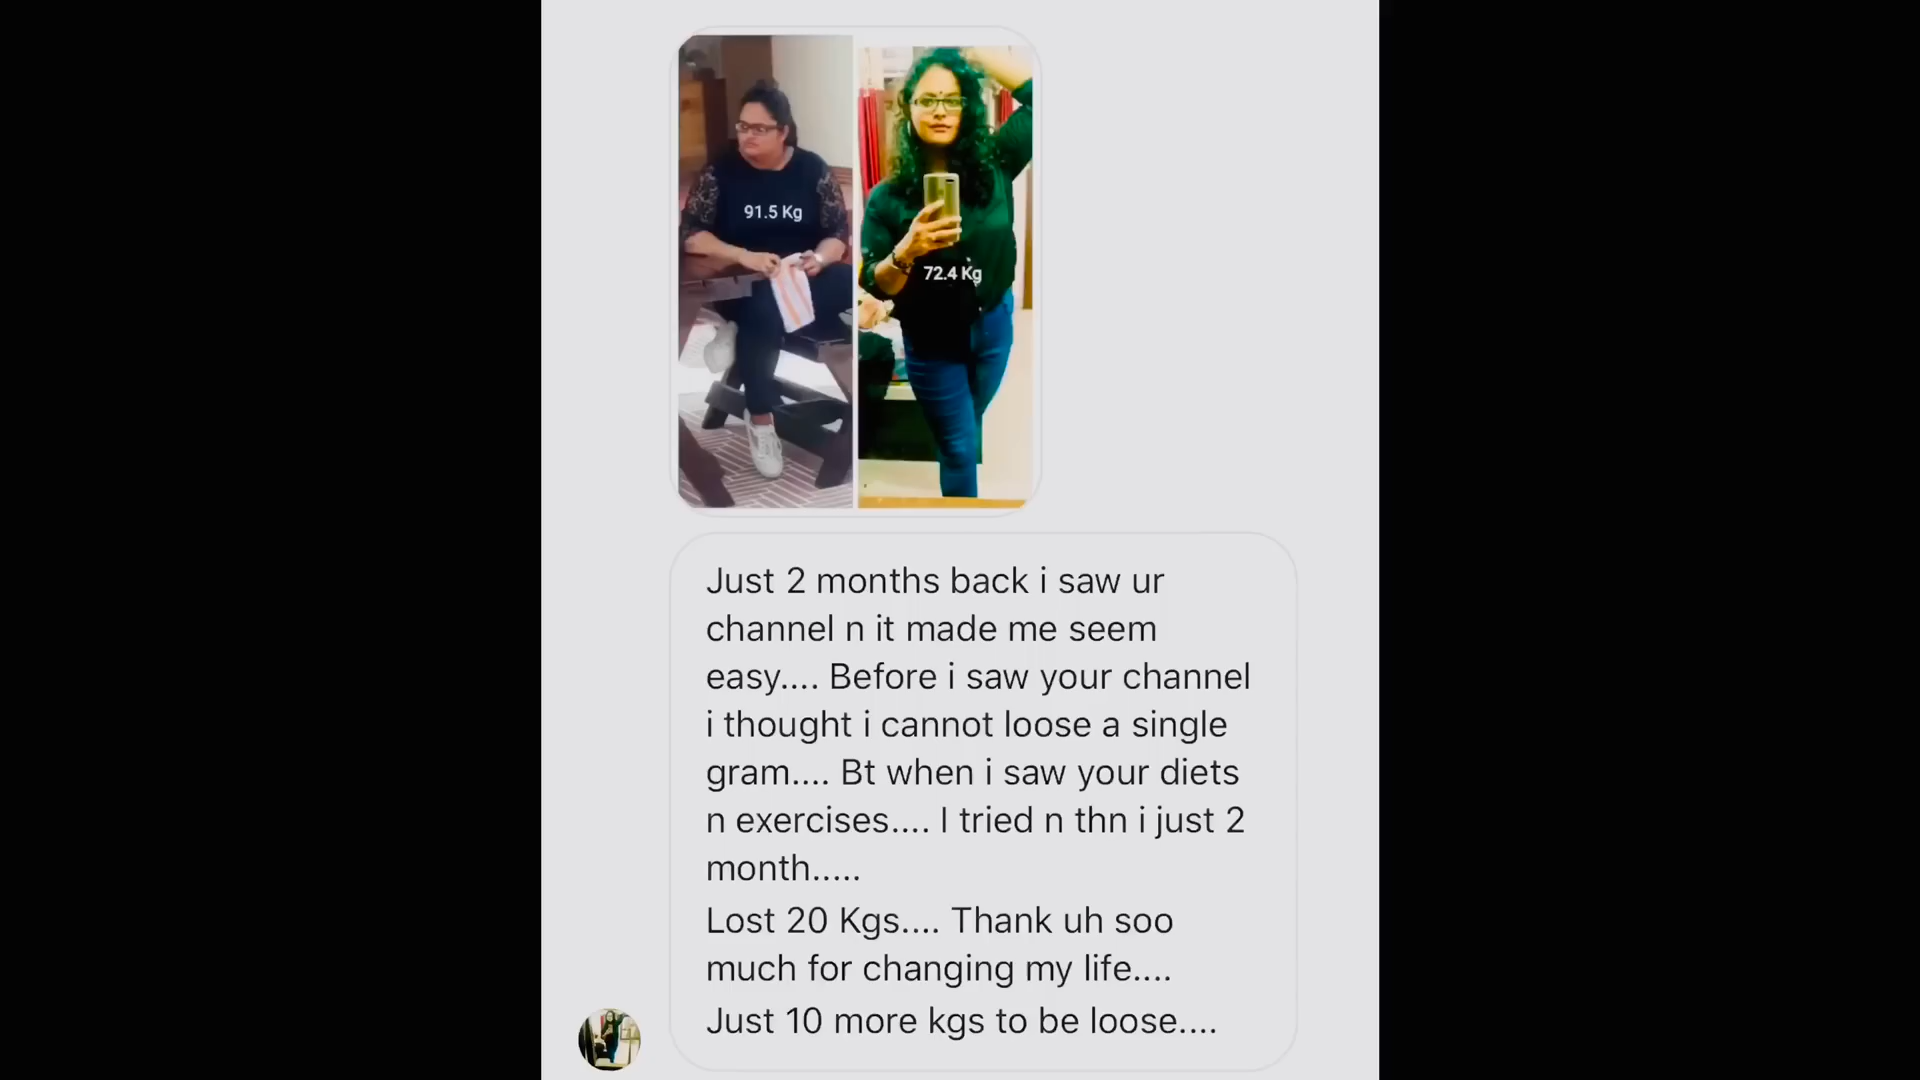 91.5 Kg
72.4 Kg
Just 2 months back i saw ur
channel n it made me seem
easy.... Before i saw your channel
i thought i cannot loose a single
gram.... Bt when i saw your diets
n exercises.... I tried n thn i just 2
month.....
Lost 20 Kgs.... Thank uh soo
much for changing my life....
Just 10 more kgs to be loose....